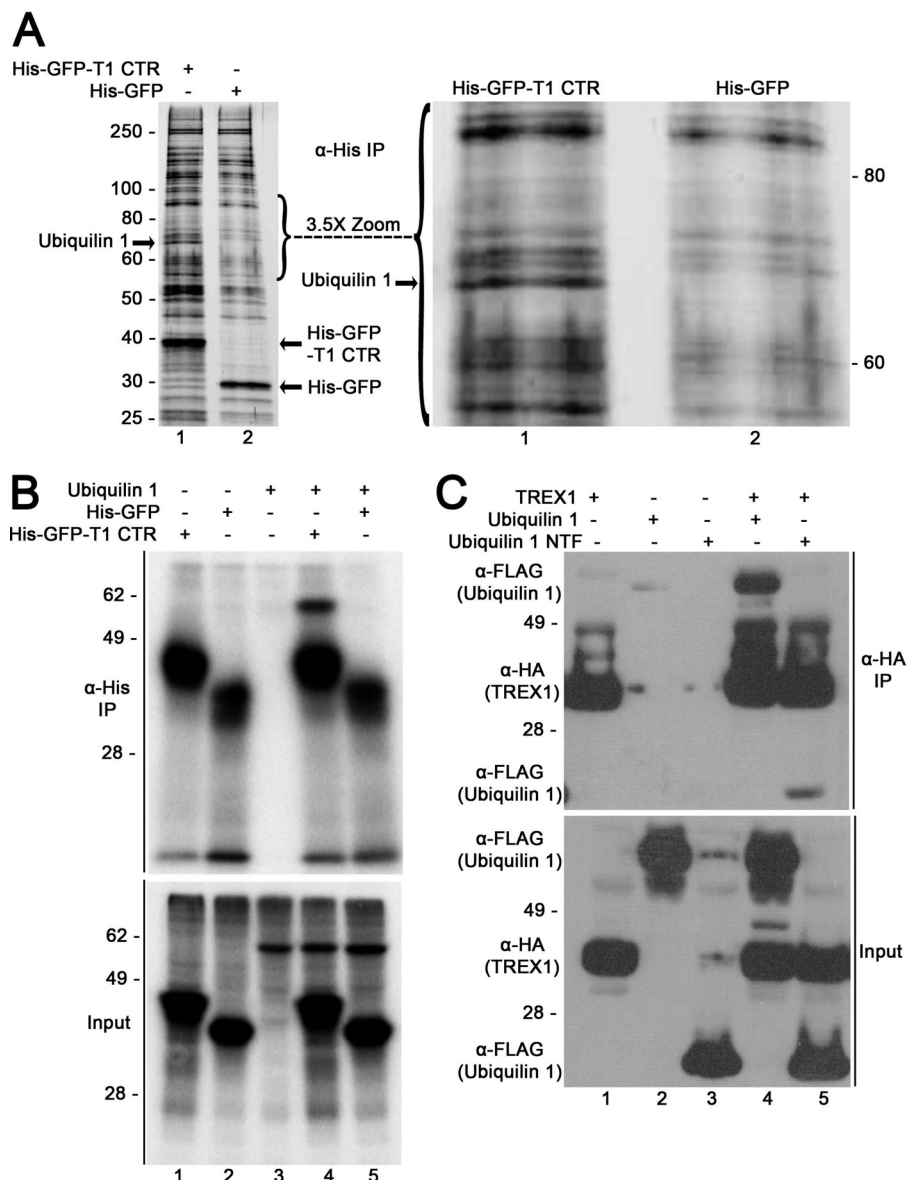 A
His-GFP-T1 CTR + -
His-GFP - +
250 -
100 -
80 -
Ubiquilin 1
60 -
50 -
40 -
30 -
25 -
1 2
α-His IP
3.5X Zoom
Ubiquilin 1
His-GFP
-T1 CTR
His-GFP
His-GFP-T1 CTR His-GFP
- 80
- 60
1 2
B
Ubiquilin 1 - - + + +
His-GFP - + - - +
His-GFP-T1 CTR + - - + -
62 -
49 -
α-His
IP
28 -
62 -
49 -
Input
28 -
1 2 3 4 5
C
TREX1 + - - + +
Ubiquilin 1 - + - + -
Ubiquilin 1 NTF - - + - +
α-FLAG
(Ubiquilin 1)
49 -
α-HA
(TREX1)
28 -
α-FLAG
(Ubiquilin 1)
α-HA
IP
α-FLAG
(Ubiquilin 1)
49 -
α-HA
(TREX1)
28 -
α-FLAG
(Ubiquilin 1)
Input
1 2 3 4 5